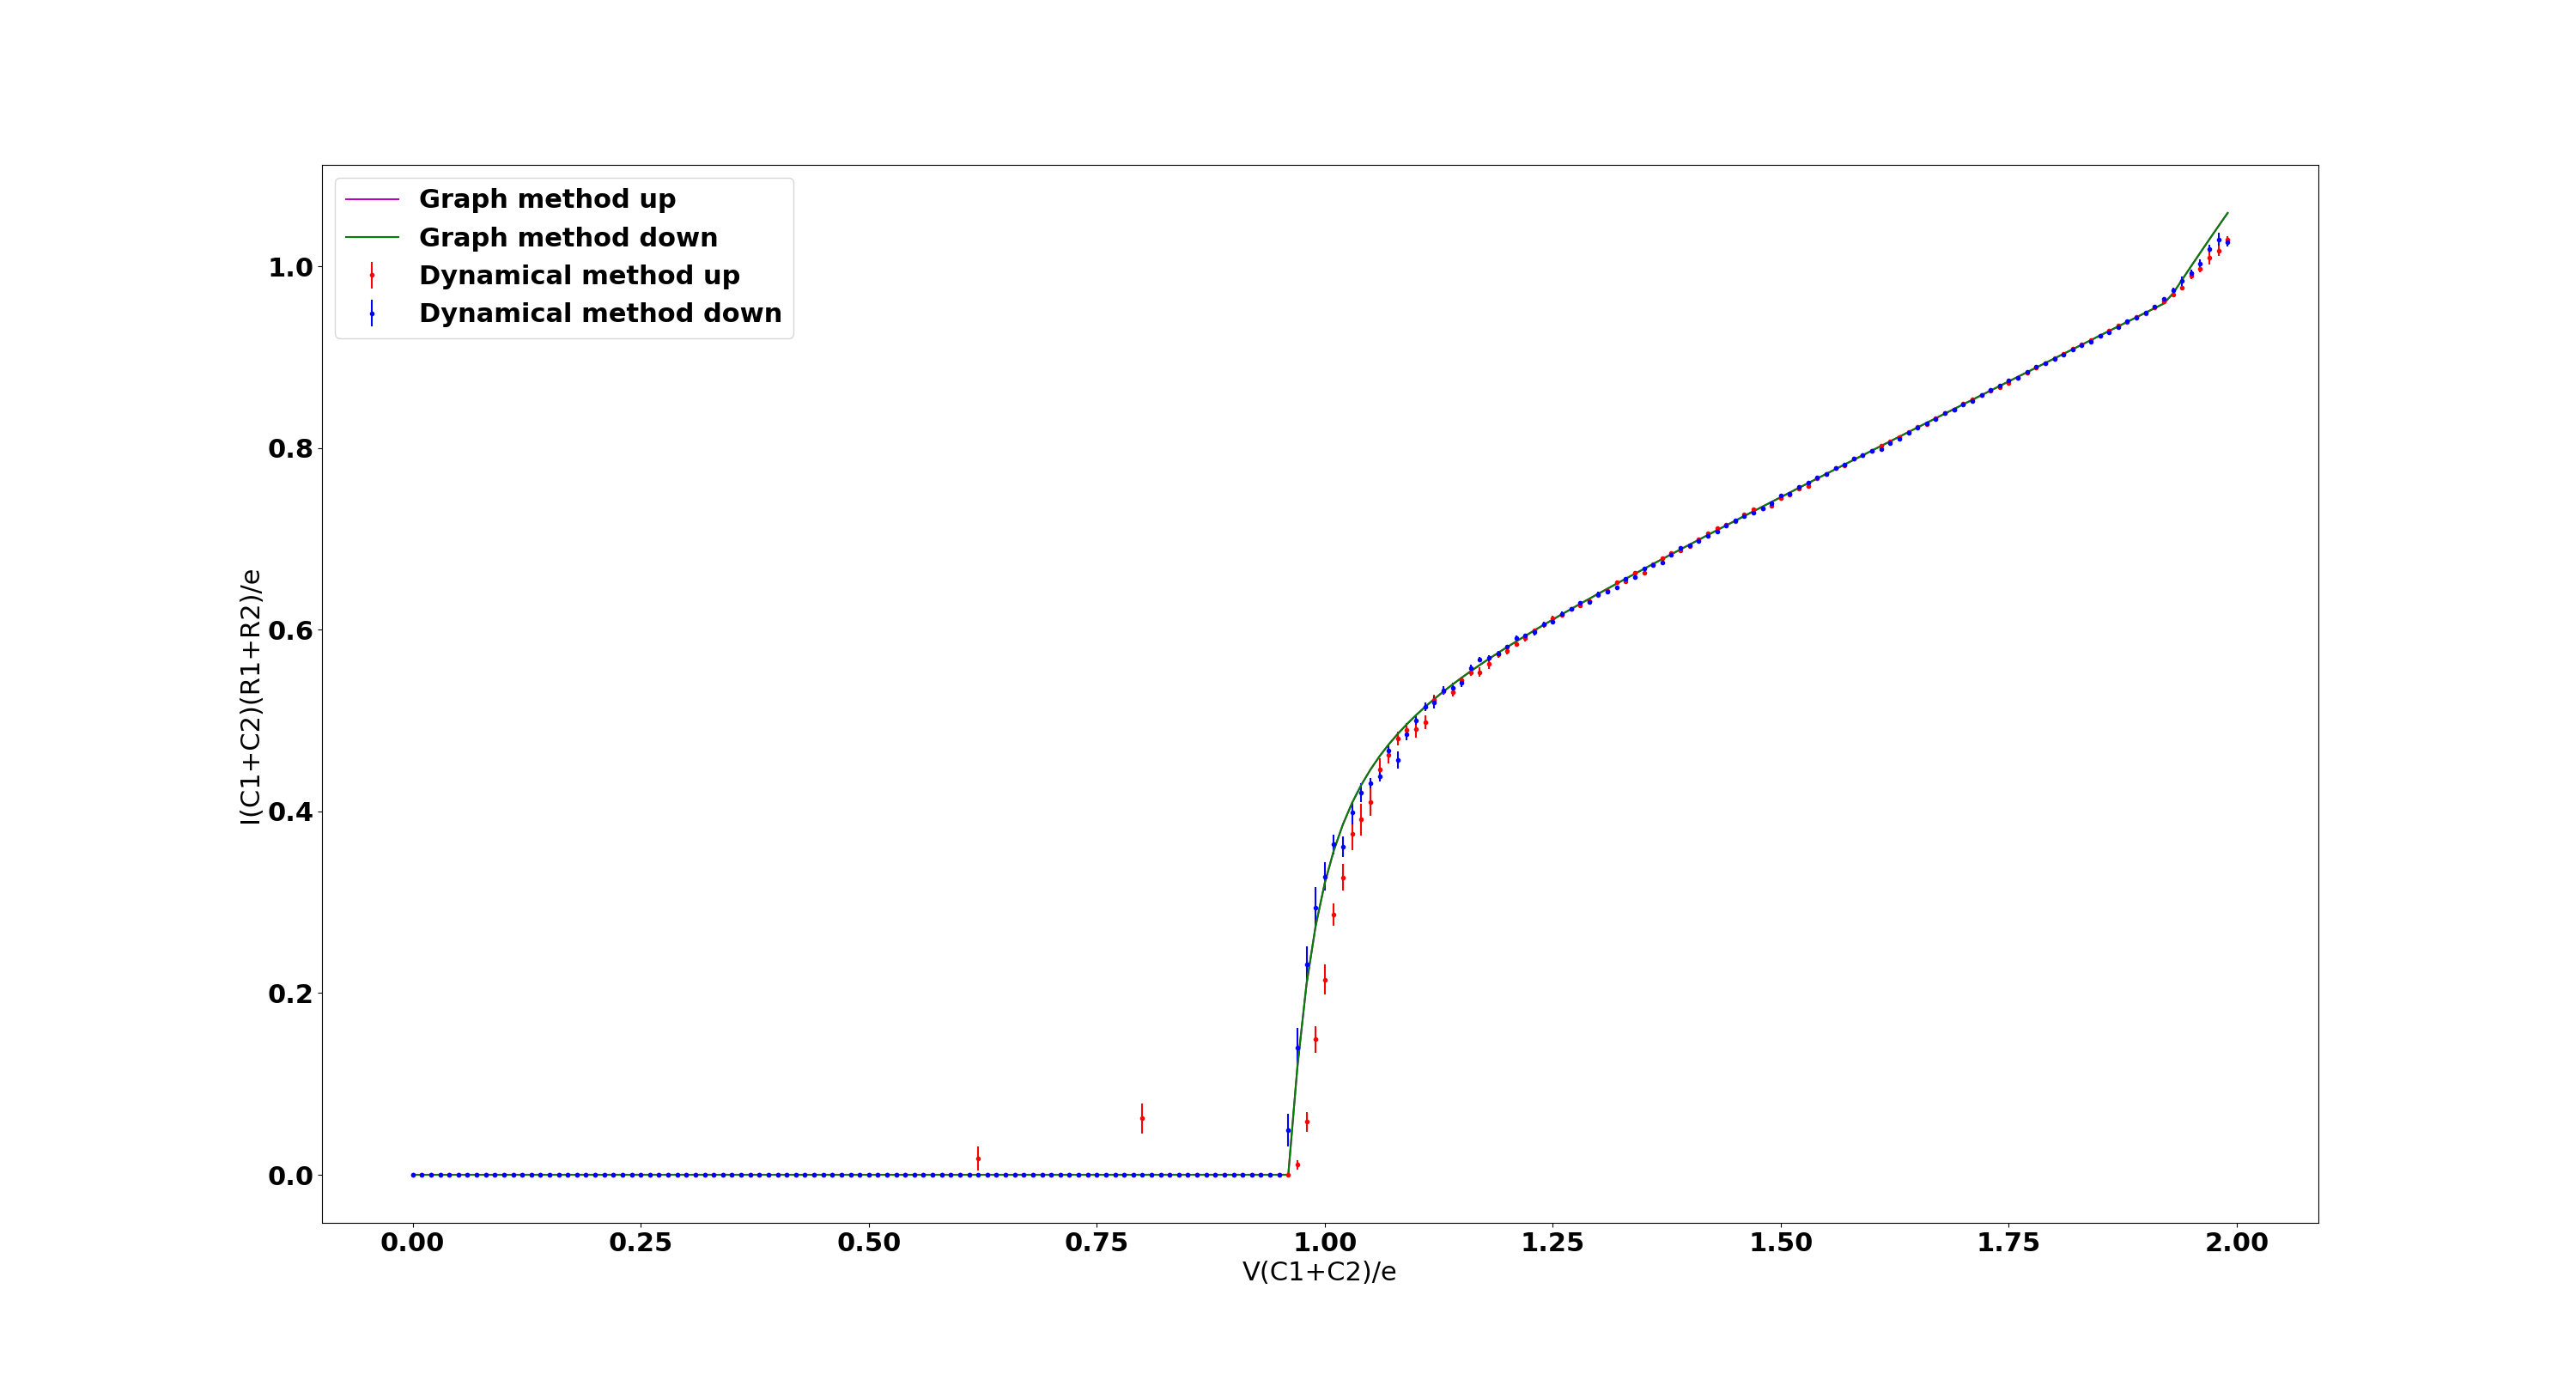 Graph method up
Graph method down
Dynamical method up
Dynamical method down
I(C1+C2)(R1+R2)/e
1.0
0.8
0.6
0.4
0.2
0.0
0.00 0.25 0.50 0.75 1.00 1.25 1.50 1.75 2.00
V(C1+C2)/e